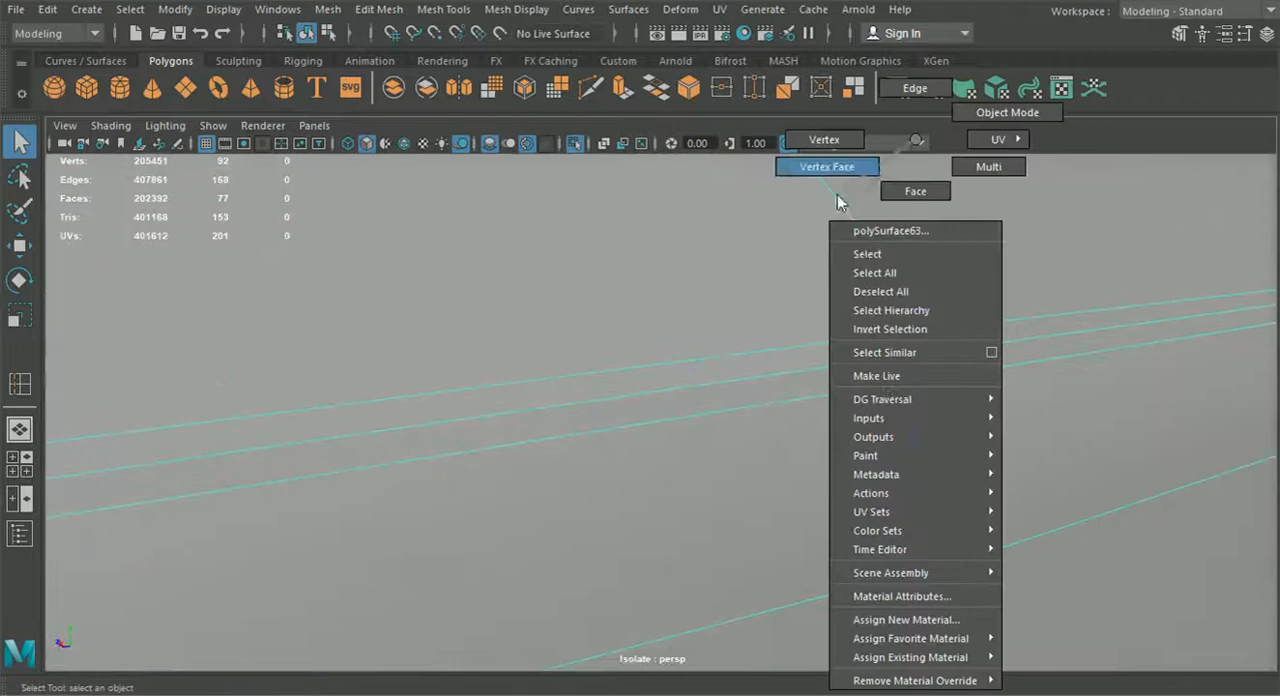 File Edit Create Select Modify Display Windows Mesh Edit Mesh Mesh Tools Mesh Display Curves Surfaces Deform UV Generate Cache Arnold Help Workspace : Modeling - Standard
Modeling No Live Surface Sign In
Curves / Surfaces Polygons Sculpting Rigging Animation Rendering FX FX Caching Custom Arnold Bifrost MASH Motion Graphics XGen
T SVG Edge
Object Mode
View Shading Lighting Show Renderer Panels
0.00 1.00 Vertex UV
Verts: 205451 92 0
Vertex Face Multi
Edges: 407861 168 0
Face
Faces: 202392 77 0
Tris: 401168 153 0
UVs: 401612 201 0
polySurface63...
Select
Select All
Deselect All
Select Hierarchy
Invert Selection
Select Similar
Make Live
DG Traversal
Inputs
Outputs
Paint
Metadata
Actions
UV Sets
Color Sets
Time Editor
Scene Assembly
Material Attributes...
Assign New Material...
Assign Favorite Material
Assign Existing Material
Remove Material Override
Isolate : persp
Select Tool: select an object